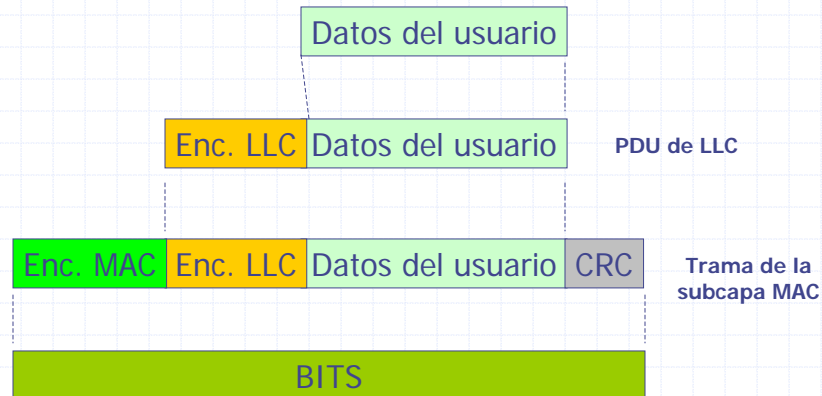 Datos del usuario
Enc. LLC Datos del usuario PDU de LLC
Enc. MAC Enc. LLC Datos del usuario CRC Trama de la
subcapa MAC
BITS